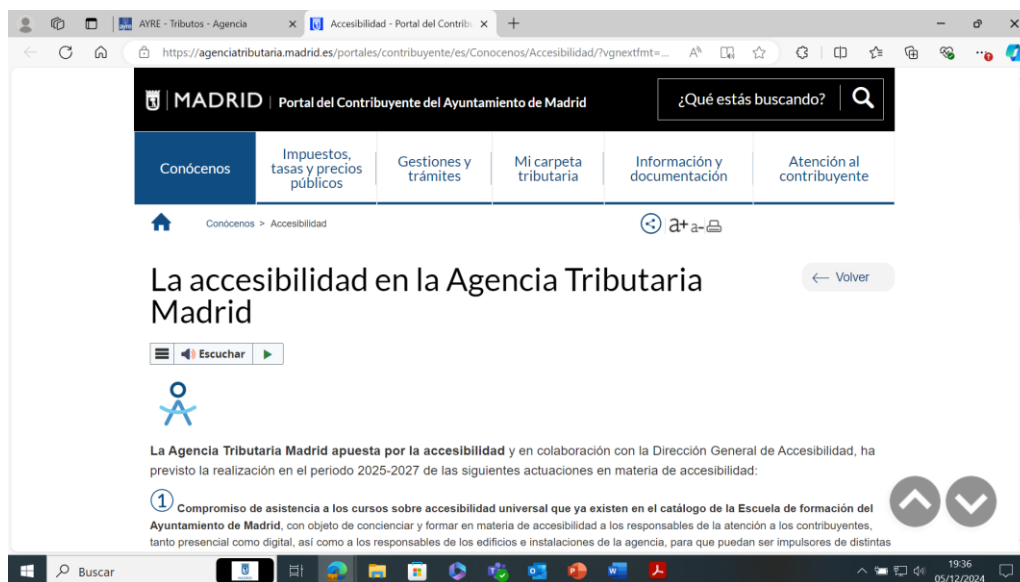 AYRE - Tributos - Agencia
Accesibilidad - Portal del Contribu
https://agenciatributaria.madrid.es/portales/contribuyente/es/Conocenos/Accesibilidad/?vgnextfmt=...
MADRID | Portal del Contribuyente del Ayuntamiento de Madrid
¿Qué estás buscando?
Conócenos
Impuestos,
tasas y precios
públicos
Gestiones y
trámites
Mi carpeta
tributaria
Información y
documentación
Atención al
contribuyente
Conócenos > Accesibilidad
a+ a-
La accesibilidad en la Agencia Tributaria
Madrid
← Volver
Escuchar
La Agencia Tributaria Madrid apuesta por la accesibilidad y en colaboración con la Dirección General de Accesibilidad, ha
previsto la realización en el periodo 2025-2027 de las siguientes actuaciones en materia de accesibilidad:
1 Compromiso de asistencia a los cursos sobre accesibilidad universal que ya existen en el catálogo de la Escuela de formación del
Ayuntamiento de Madrid, con objeto de concienciar y formar en materia de accesibilidad a los responsables de la atención a los contribuyentes,
tanto presencial como digital, así como a los responsables de los edificios e instalaciones de la agencia, para que puedan ser impulsores de distintas
Buscar
19:36
05/12/2024